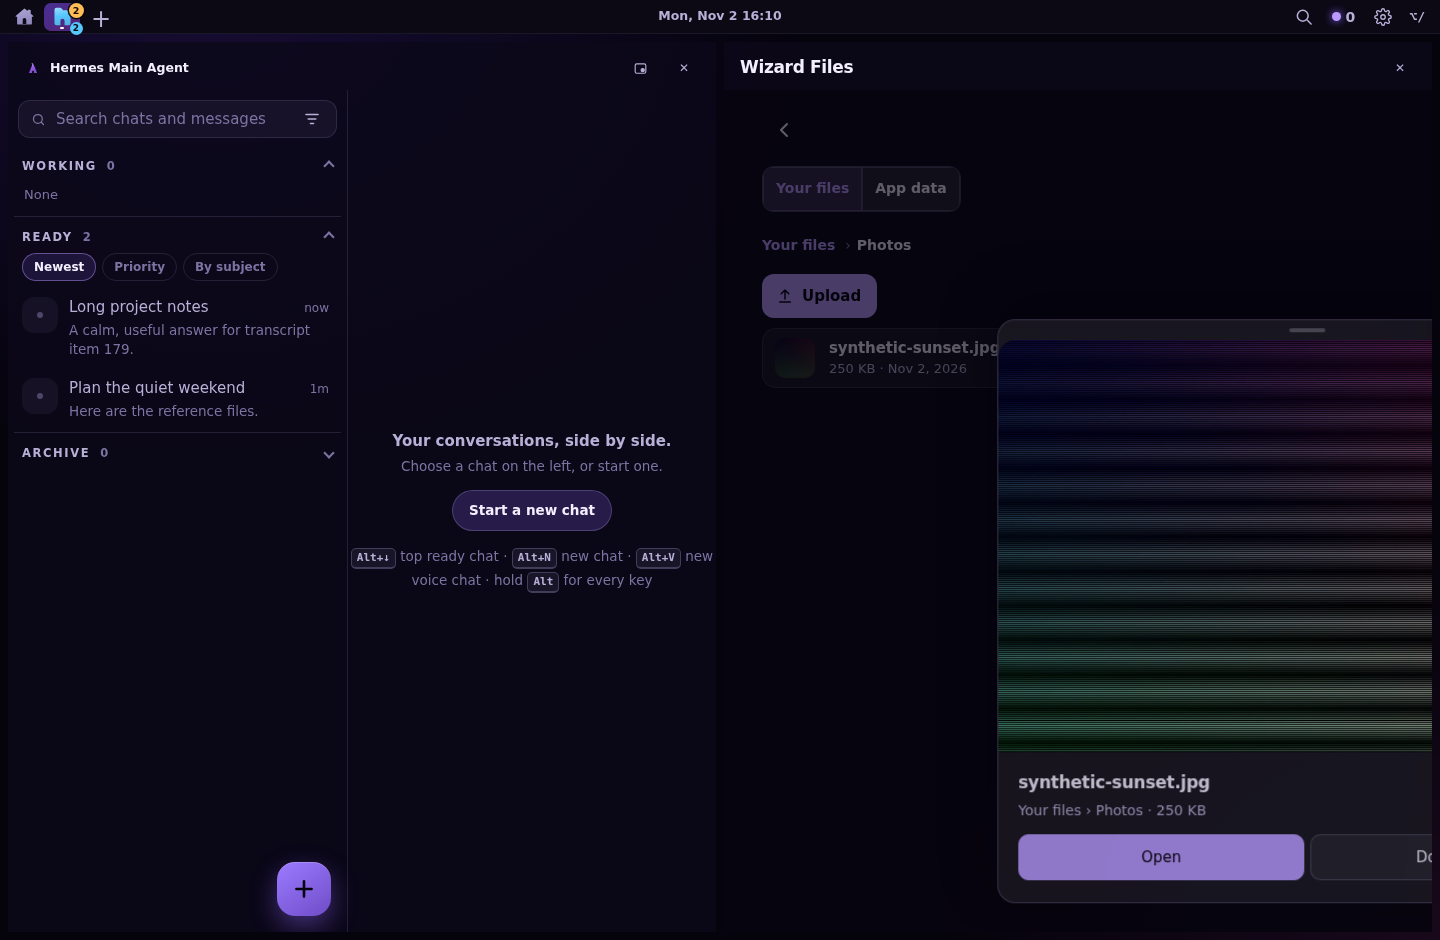 2
2
Mon, Nov 2 16:10
0
⌥/
Hermes Main Agent
Search chats and messages
WORKING 0
None
READY 2
Newest Priority By subject
Long project notes now
A calm, useful answer for transcript
item 179.
Plan the quiet weekend 1m
Here are the reference files.
ARCHIVE 0
Your conversations, side by side.
Choose a chat on the left, or start one.
Start a new chat
Alt+↓ top ready chat · Alt+N new chat · Alt+V new
voice chat · hold Alt for every key
Wizard Files
Your files App data
Your files › Photos
Upload
synthetic-sunset.jpg
250 KB · Nov 2, 2026
synthetic-sunset.jpg
Your files › Photos · 250 KB
Open